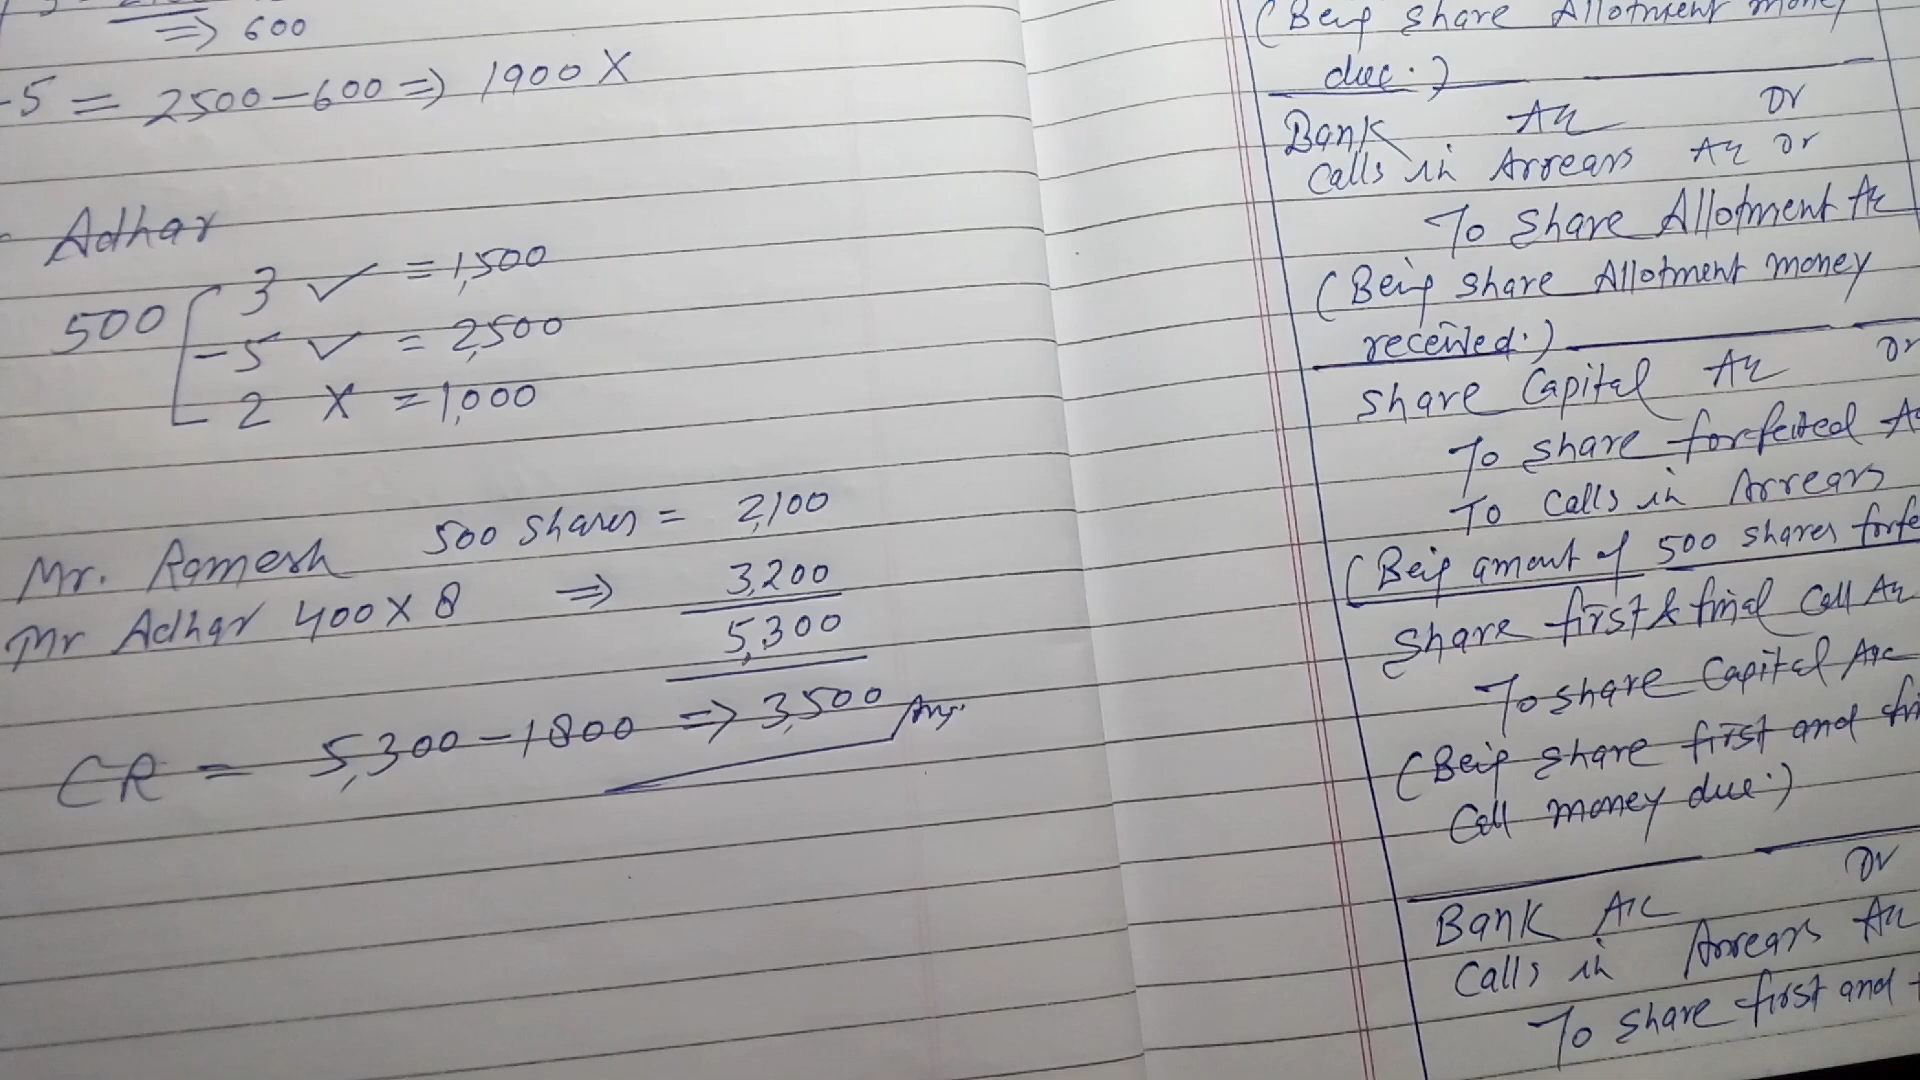 => 600
-5 = 2500-600 => 1900 X
Adhar
500 3 ✓ = 1,500
-5 ✓ = 2,500
2 X = 1,000
Mr. Ramesh 500 Shares = 2,100
Mr Adhar 400 X 8 => 3,200
5,300
CR = 5,300-1800 => 3,500 Ans.
(Being Share Allotment money
due.)
Bank A/c Dr
Calls in Arrears A/c Dr
To Share Allotment A/c
(Being Share Allotment money
received.)
Share Capital A/c Dr
To Share forfeited
To Calls in Arrears
(Being amount of 500 shares
Share first & final Call A/c
To Share Capital A/c
(Being Share first and
Call money due.)
Bank A/c Dr
Calls in Arrears A/c
To Share first and